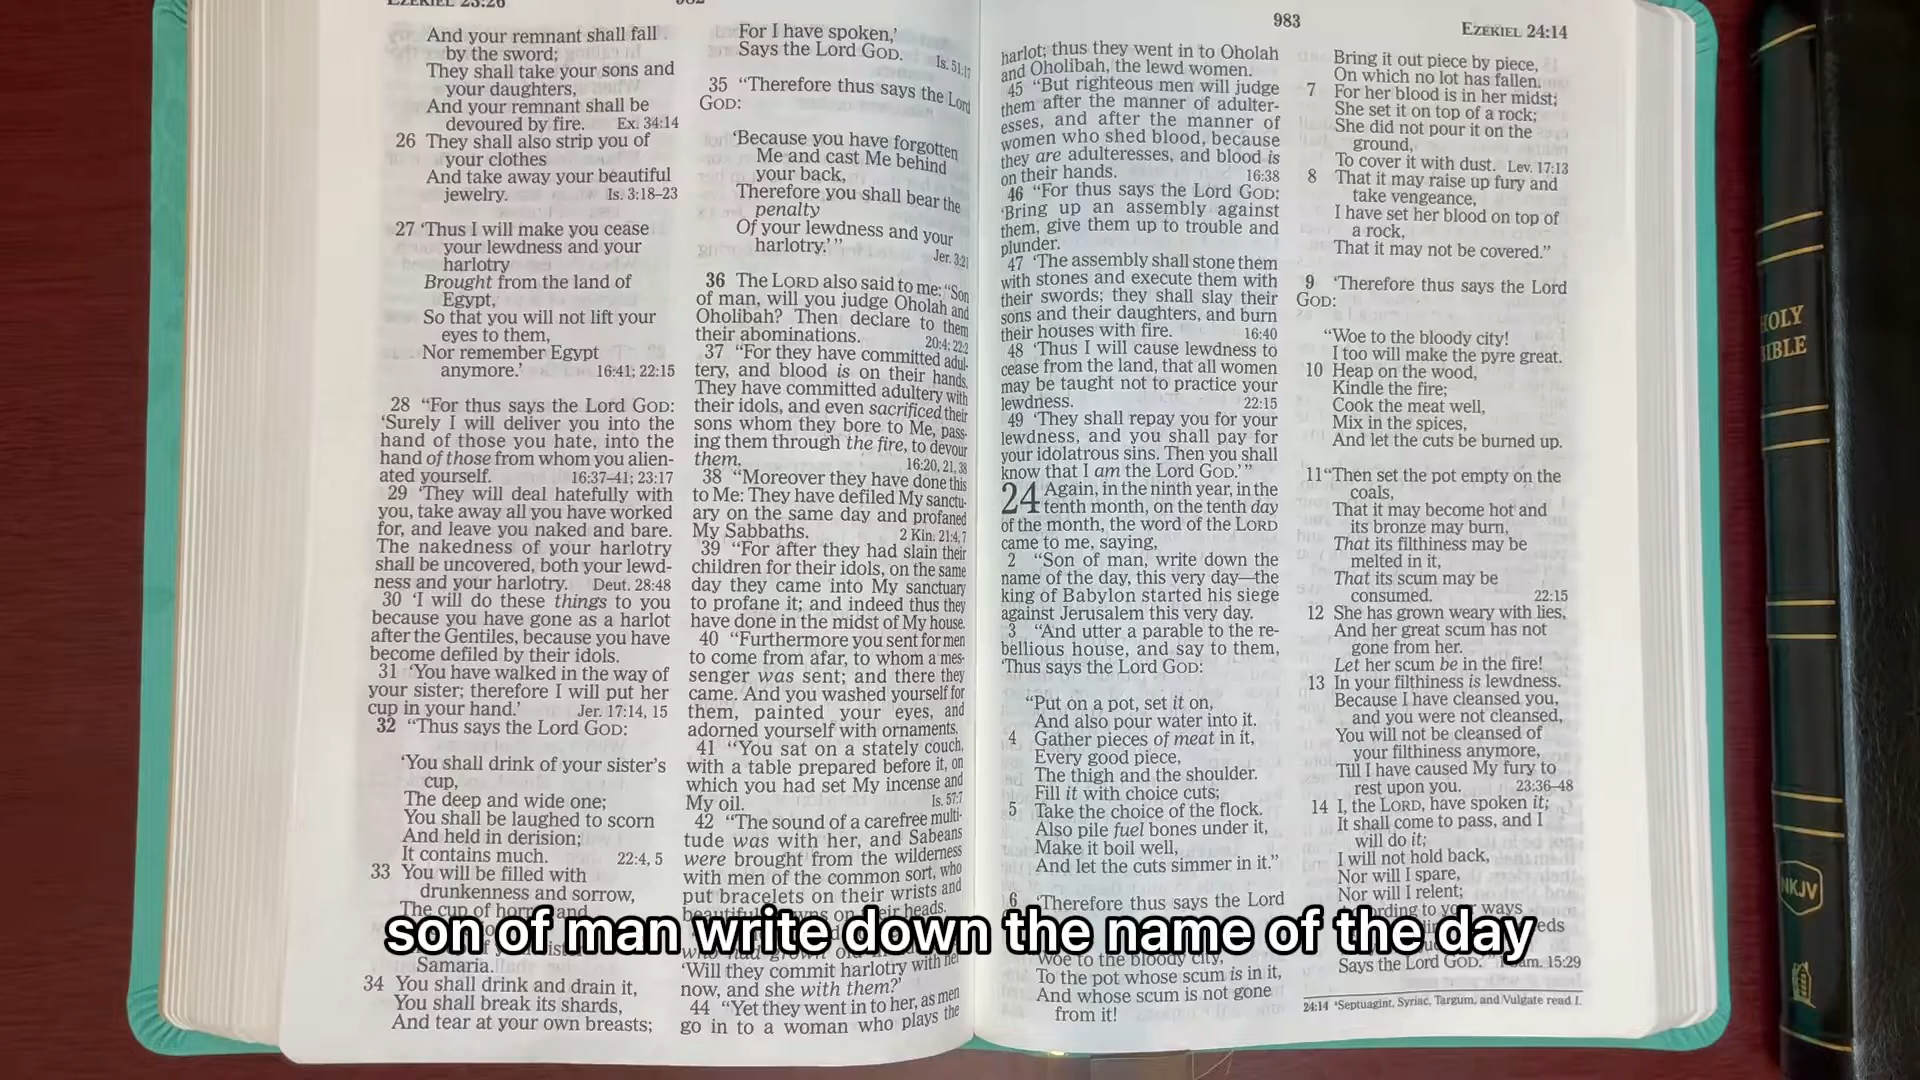 EZEKIEL 23:26
982
And your remnant shall fall
by the sword;
They shall take your sons and
your daughters,
And your remnant shall be
devoured by fire. Ex. 34:14
26 They shall also strip you of
your clothes
And take away your beautiful
jewelry. Is. 3:18–23
27 ‘Thus I will make you cease
your lewdness and your
harlotry
Brought from the land of
Egypt,
So that you will not lift your
eyes to them,
Nor remember Egypt
anymore.’ 16:41; 22:15
28 “For thus says the Lord GOD:
‘Surely I will deliver you into the
hand of those you hate, into the
hand of those from whom you alien-
ated yourself. 16:37–41; 23:17
29 ‘They will deal hatefully with
you, take away all you have worked
for, and leave you naked and bare.
The nakedness of your harlotry
shall be uncovered, both your lewd-
ness and your harlotry. Deut. 28:48
30 ‘I will do these things to you
because you have gone as a harlot
after the Gentiles, because you have
become defiled by their idols.
31 ‘You have walked in the way of
your sister; therefore I will put her
cup in your hand.’ Jer. 17:14, 15
32 “Thus says the Lord GOD:
‘You shall drink of your sister’s
cup,
The deep and wide one;
You shall be laughed to scorn
And held in derision;
It contains much. 22:4, 5
33 You will be filled with
drunkenness and sorrow,
The cup of horror and
Samaria.
34 You shall drink and drain it,
You shall break its shards,
And tear at your own breasts;
For I have spoken,’
Says the Lord GOD. Is. 51:17
35 “Therefore thus says the Lord
GOD:
‘Because you have forgotten
Me and cast Me behind
your back,
Therefore you shall bear the
penalty
Of your lewdness and your
harlotry.’ ” Jer. 3:21
36 The LORD also said to me: “Son
of man, will you judge Oholah and
Oholibah? Then declare to them
their abominations. 20:4; 22:2
37 “For they have committed adul-
tery, and blood is on their hands.
They have committed adultery with
their idols, and even sacrificed their
sons whom they bore to Me, pass-
ing them through the fire, to devour
them. 16:20, 21, 38
38 “Moreover they have done this
to Me: They have defiled My sanctu-
ary on the same day and profaned
My Sabbaths. 2 Kin. 21:4, 7
39 “For after they had slain their
children for their idols, on the same
day they came into My sanctuary
to profane it; and indeed thus they
have done in the midst of My house.
40 “Furthermore you sent for men
to come from afar, to whom a mes-
senger was sent; and there they
came. And you washed yourself for
them, painted your eyes, and
adorned yourself with ornaments.
41 “You sat on a stately couch,
with a table prepared before it, on
which you had set My incense and
My oil. Is. 57:7
42 “The sound of a carefree multi-
tude was with her, and Sabeans
were brought from the wilderness
with men of the common sort, who
put bracelets on their wrists and
beautiful crowns on their heads.
who had grown old in
‘Will they commit harlotry with her
now, and she with them?’
44 “Yet they went in to her, as men
go in to a woman who plays the
983
EZEKIEL 24:14
harlot; thus they went in to Oholah
and Oholibah, the lewd women.
45 “But righteous men will judge
them after the manner of adulter-
esses, and after the manner of
women who shed blood, because
they are adulteresses, and blood is
on their hands. 16:38
46 “For thus says the Lord GOD:
‘Bring up an assembly against
them, give them up to trouble and
plunder.
47 ‘The assembly shall stone them
with stones and execute them with
their swords; they shall slay their
sons and their daughters, and burn
their houses with fire. 16:40
48 ‘Thus I will cause lewdness to
cease from the land, that all women
may be taught not to practice your
lewdness. 22:15
49 ‘They shall repay you for your
lewdness, and you shall pay for
your idolatrous sins. Then you shall
know that I am the Lord GOD.’ ”
24 Again, in the ninth year, in the
tenth month, on the tenth day
of the month, the word of the LORD
came to me, saying,
2 “Son of man, write down the
name of the day, this very day—the
king of Babylon started his siege
against Jerusalem this very day.
3 “And utter a parable to the re-
bellious house, and say to them,
‘Thus says the Lord GOD:
“Put on a pot, set it on,
And also pour water into it.
4 Gather pieces of meat in it,
Every good piece,
The thigh and the shoulder.
Fill it with choice cuts;
5 Take the choice of the flock.
Also pile fuel bones under it,
Make it boil well,
And let the cuts simmer in it.”
6 ‘Therefore thus says the Lord
“Woe to the bloody city,
To the pot whose scum is in it,
And whose scum is not gone
from it!
Bring it out piece by piece,
On which no lot has fallen.
7 For her blood is in her midst;
She set it on top of a rock;
She did not pour it on the
ground,
To cover it with dust. Lev. 17:13
8 That it may raise up fury and
take vengeance,
I have set her blood on top of
a rock,
That it may not be covered.”
9 ‘Therefore thus says the Lord
GOD:
“Woe to the bloody city!
I too will make the pyre great.
10 Heap on the wood,
Kindle the fire;
Cook the meat well,
Mix in the spices,
And let the cuts be burned up.
11 “Then set the pot empty on the
coals,
That it may become hot and
its bronze may burn,
That its filthiness may be
melted in it,
That its scum may be
consumed. 22:15
12 She has grown weary with lies,
And her great scum has not
gone from her.
Let her scum be in the fire!
13 In your filthiness is lewdness.
Because I have cleansed you,
and you were not cleansed,
You will not be cleansed of
your filthiness anymore,
Till I have caused My fury to
rest upon you. 23:36–48
14 I, the LORD, have spoken it;
It shall come to pass, and I
will do it;
I will not hold back,
Nor will I spare,
Nor will I relent;
According to your ways
Says the Lord GOD.’ ” 1 Sam. 15:29
24:14 Septuagint, Syriac, Targum, and Vulgate read I.
HOLY
BIBLE
NKJV
son of man write down the name of the day